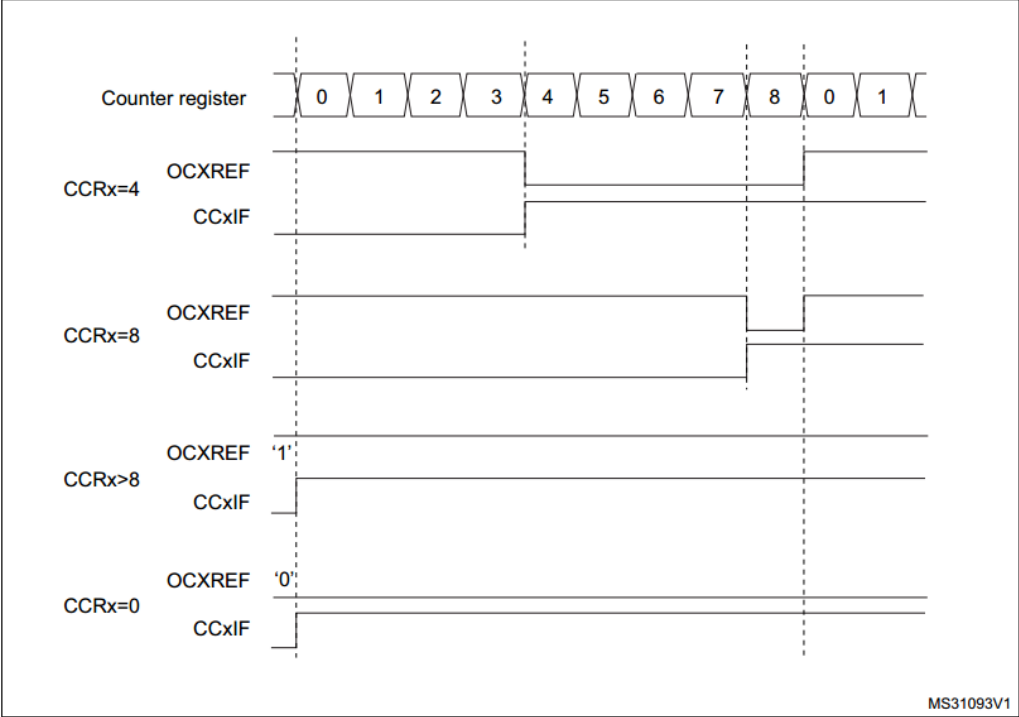 Counter register 0 1 2 3 4 5 6 7 8 0 1
OCXREF
CCRx=4
CCxIF
OCXREF
CCRx=8
CCxIF
OCXREF '1'
CCRx>8
CCxIF
OCXREF '0'
CCRx=0
CCxIF
MS31093V1